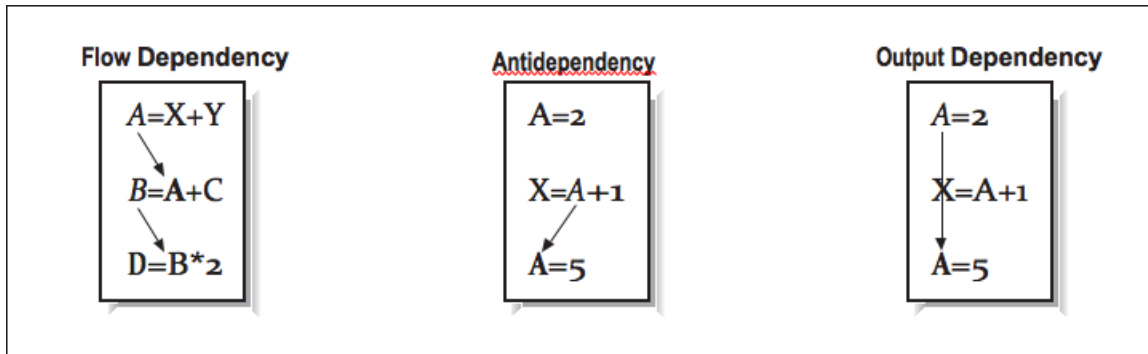 Flow Dependency
A=X+Y
B=A+C
D=B*2
Antidependency
A=2
X=A+1
A=5
Output Dependency
A=2
X=A+1
A=5